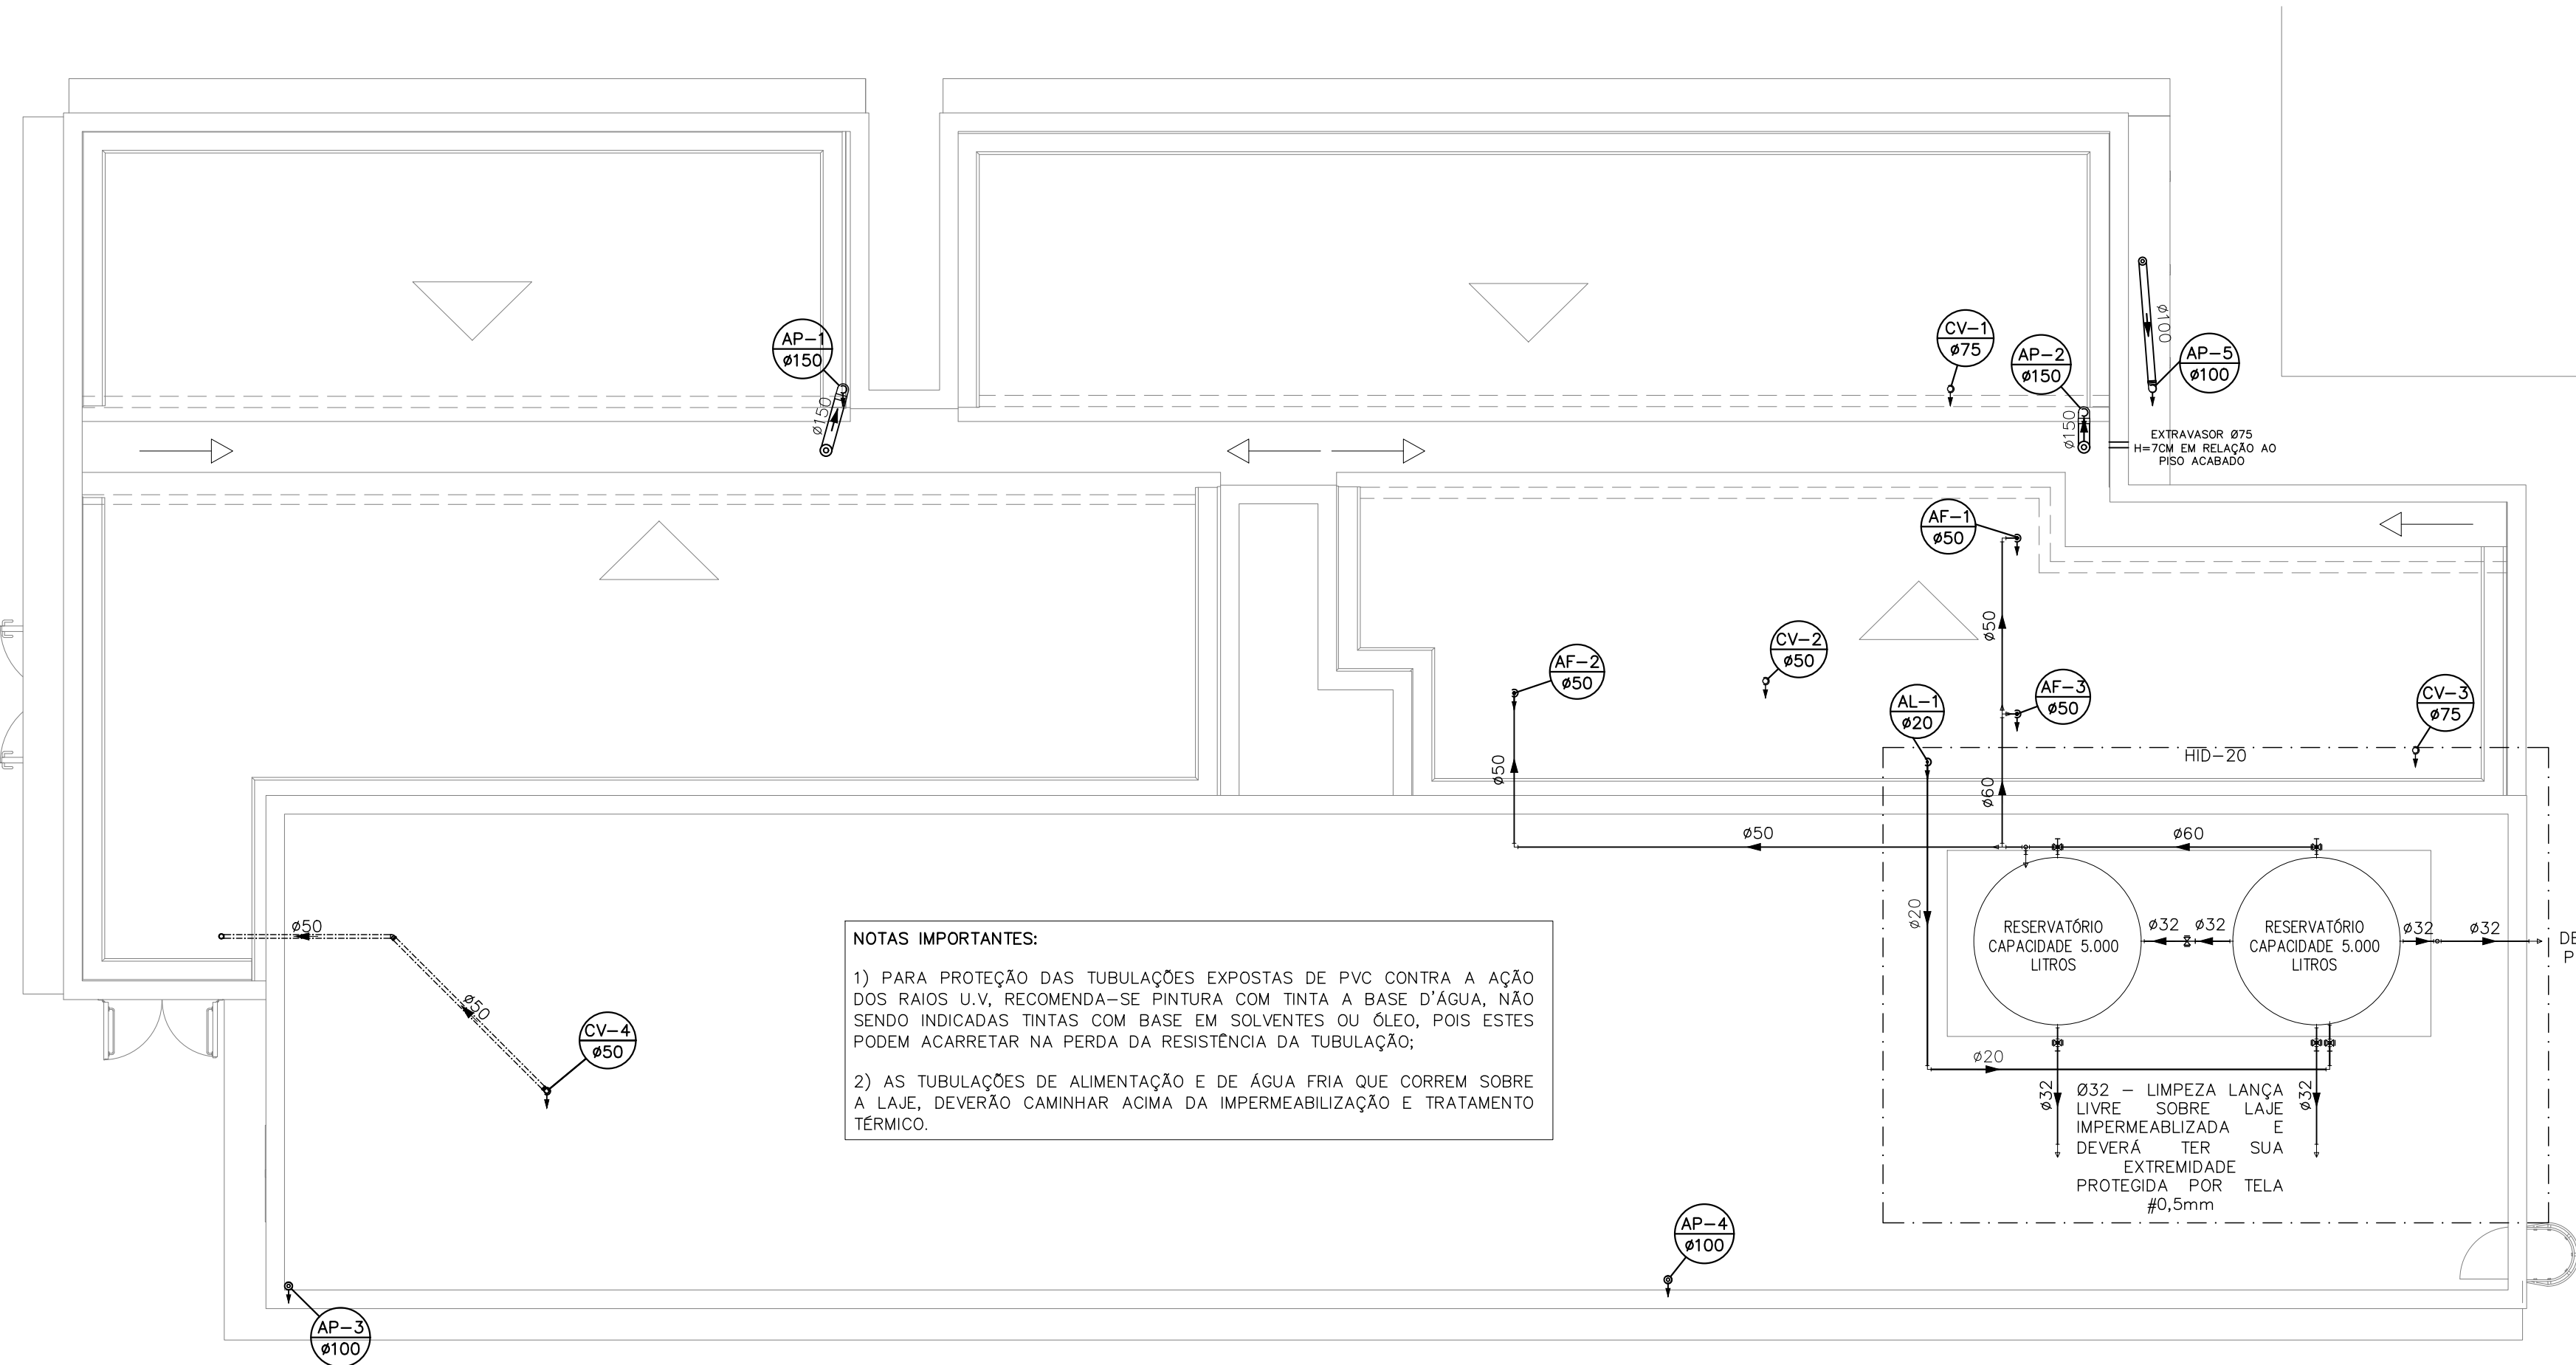 AP-1
ø150
ø150
CV-1
ø75
AP-2
ø150
ø150
AP-5
ø100
ø100
EXTRAVASOR Ø75
H=7CM EM RELAÇÃO AO
PISO ACABADO
AF-1
ø50
ø50
AF-2
ø50
ø50
CV-2
ø50
AL-1
ø20
AF-3
ø50
CV-3
ø75
HID-20
ø60
ø50
ø60
ø20
RESERVATÓRIO
CAPACIDADE 5.000
LITROS
ø32
ø32
RESERVATÓRIO
CAPACIDADE 5.000
LITROS
ø32
ø32
DE
P
ø50
ø50
CV-4
ø50
NOTAS IMPORTANTES:
1) PARA PROTEÇÃO DAS TUBULAÇÕES EXPOSTAS DE PVC CONTRA A AÇÃO
DOS RAIOS U.V, RECOMENDA-SE PINTURA COM TINTA A BASE D'ÁGUA, NÃO
SENDO INDICADAS TINTAS COM BASE EM SOLVENTES OU ÓLEO, POIS ESTES
PODEM ACARRETAR NA PERDA DA RESISTÊNCIA DA TUBULAÇÃO;
2) AS TUBULAÇÕES DE ALIMENTAÇÃO E DE ÁGUA FRIA QUE CORREM SOBRE
A LAJE, DEVERÃO CAMINHAR ACIMA DA IMPERMEABILIZAÇÃO E TRATAMENTO
TÉRMICO.
ø20
ø32
Ø32 - LIMPEZA LANÇA
LIVRE SOBRE LAJE
IMPERMEABLIZADA E
DEVERÁ TER SUA
EXTREMIDADE
PROTEGIDA POR TELA
#0,5mm
ø32
AP-4
ø100
AP-3
ø100